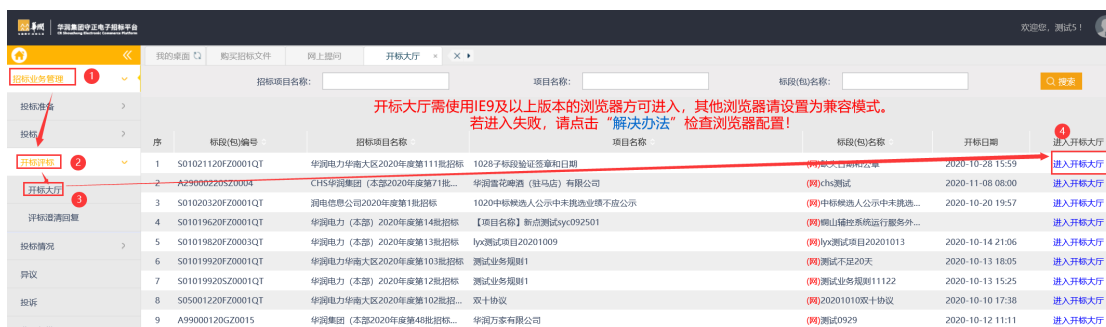 华润集团守正电子招标平台
欢迎您，测试5！
我的桌面 购买招标文件 网上提问 开标大厅
招标业务管理 1
投标准备
投标
开标评标 2
开标大厅
3
评标澄清回复
投标情况
异议
投诉
招标项目名称： 项目名称： 标段(包)名称： 搜索
开标大厅需使用IE9及以上版本的浏览器方可进入，其他浏览器请设置为兼容模式。
若进入失败，请点击“解决办法”检查浏览器配置！
4
序 标段(包)编号 招标项目名称 项目名称 标段(包)名称 开标日期 进入开标大厅
1 S01021120FZ0001QT 华润电力华南大区2020年度第111批招标 1028子标段验证签章和日期 (网) 2020-10-28 15:59 进入开标大厅
2 A29000220SZ0004 CHS华润集团（本部2020年度第71批... 华润雪花啤酒（驻马店）有限公司 (网)chs测试 2020-11-08 08:00 进入开标大厅
3 S01020320FZ0001QT 润电信息公司2020年度第1批招标 1020中标候选人公示中未挑选业绩不应公示 (网)中标候选人公示中未挑选... 2020-10-20 19:57 进入开标大厅
4 S01019620FZ0001QT 华润电力（本部）2020年度第14批招标 【项目名称】新点测试syc092501 (网)铜山辅控系统运行服务外... 进入开标大厅
5 S01019820FZ0003QT 华润电力（本部）2020年度第13批招标 lyx测试项目20201009 (网)lyx测试项目20201013 2020-10-14 21:06 进入开标大厅
6 S01019920FZ0001QT 华润电力华南大区2020年度第103批招标 测试业务规则1 (网)测试不足20天 2020-10-13 18:05 进入开标大厅
7 S01019920SZ0001QT 华润电力（本部）2020年度第12批招标 测试业务规则1 (网)测试业务规则11122 2020-10-13 15:25 进入开标大厅
8 S05001220FZ0001QT 华润电力华南大区2020年度第102批招... 双十协议 (网)20201010双十协议 2020-10-10 17:38 进入开标大厅
9 A99000120GZ0015 华润集团（本部2020年度第48批招标... 华润万家有限公司 (网)测试0929 2020-10-12 11:11 进入开标大厅